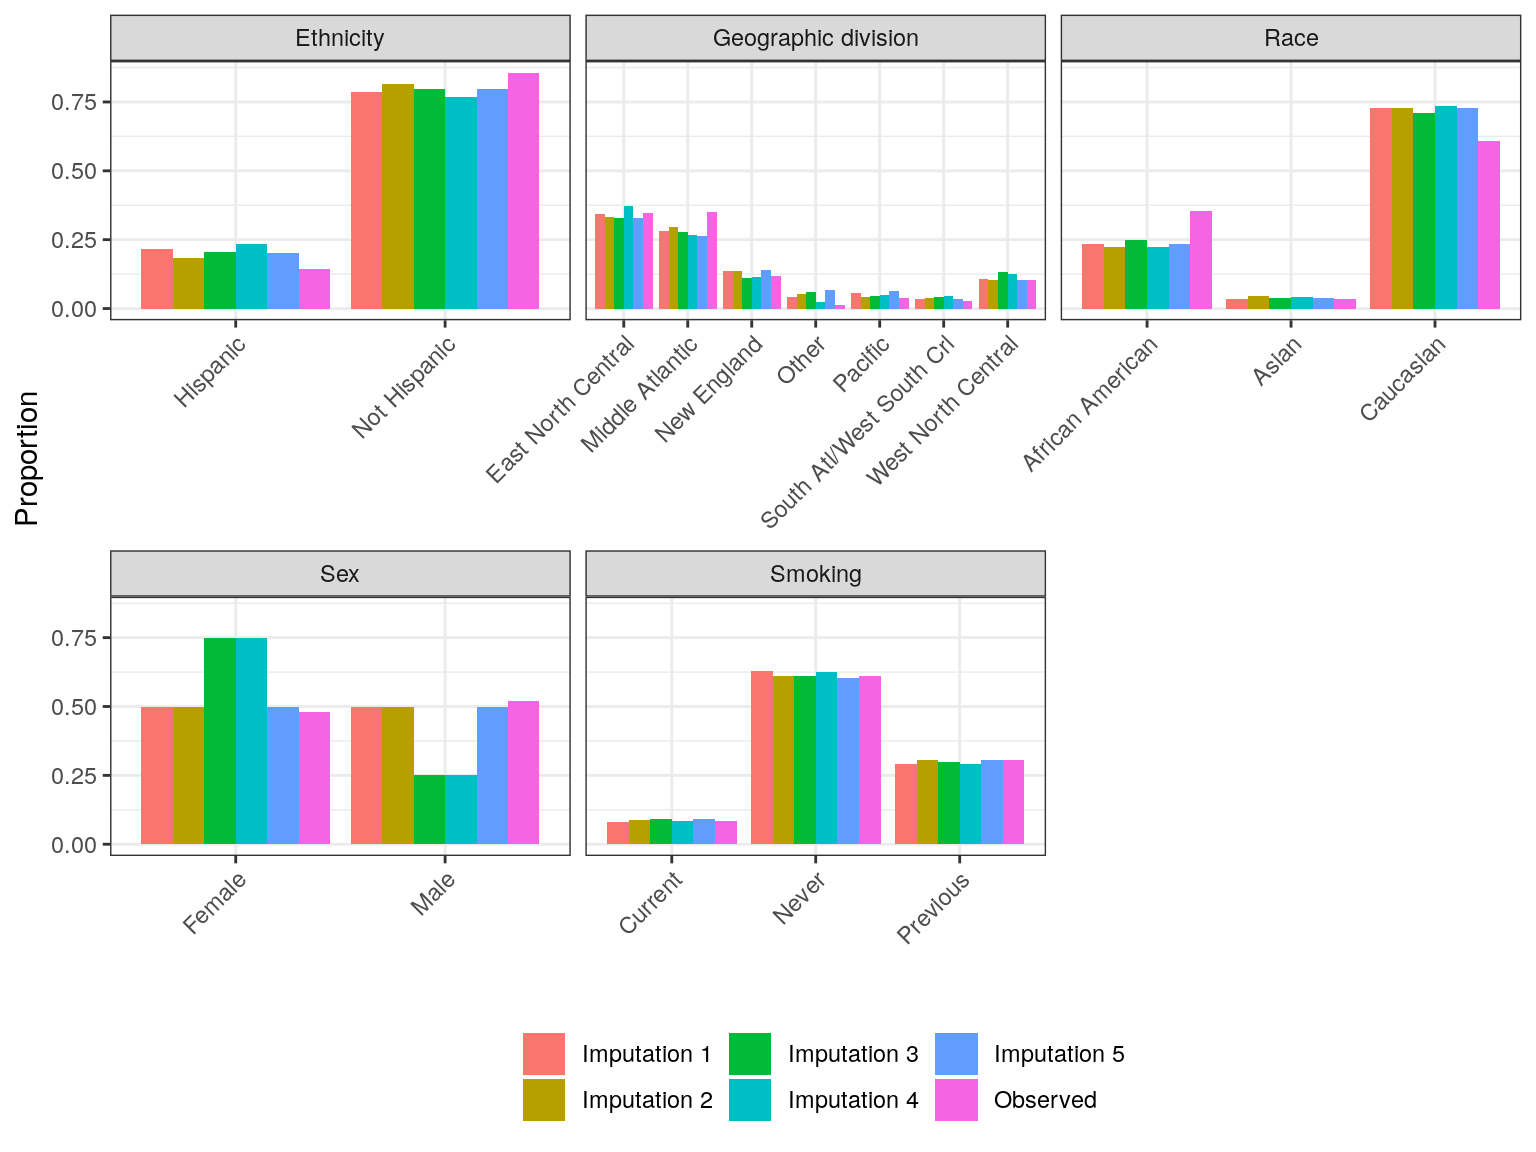 Ethnicity
Geographic division
Race
0.75
0.50
0.25
0.00
Hispanic
Not Hispanic
East North Central
Middle Atlantic
New England
Other
Pacific
South Atl/West South Crl
West North Central
African American
Asian
Caucasian
Proportion
Sex
Smoking
0.75
0.50
0.25
0.00
Female
Male
Current
Never
Previous
Imputation 1
Imputation 3
Imputation 5
Imputation 2
Imputation 4
Observed